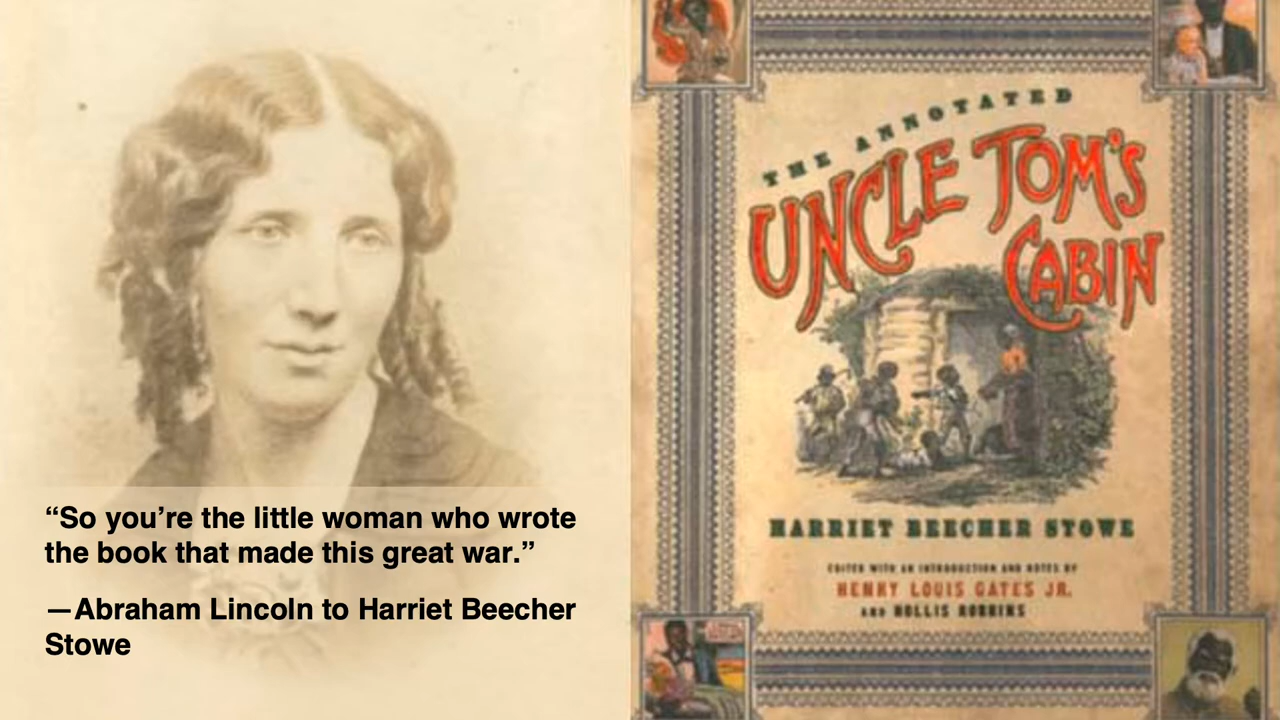 “So you’re the little woman who wrote
the book that made this great war.”
—Abraham Lincoln to Harriet Beecher
Stowe
THE ANNOTATED
UNCLE TOM'S
CABIN
HARRIET BEECHER STOWE
EDITED WITH AN INTRODUCTION AND NOTES BY
HENRY LOUIS GATES JR.
AND HOLLIS ROBBINS